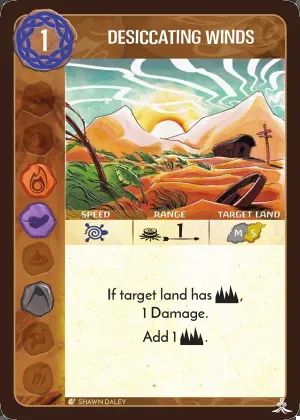 1
DESICCATING WINDS
SPEED RANGE TARGET LAND
1 M S
If target land has ,
1 Damage.
Add 1 .
SHAWN DALEY